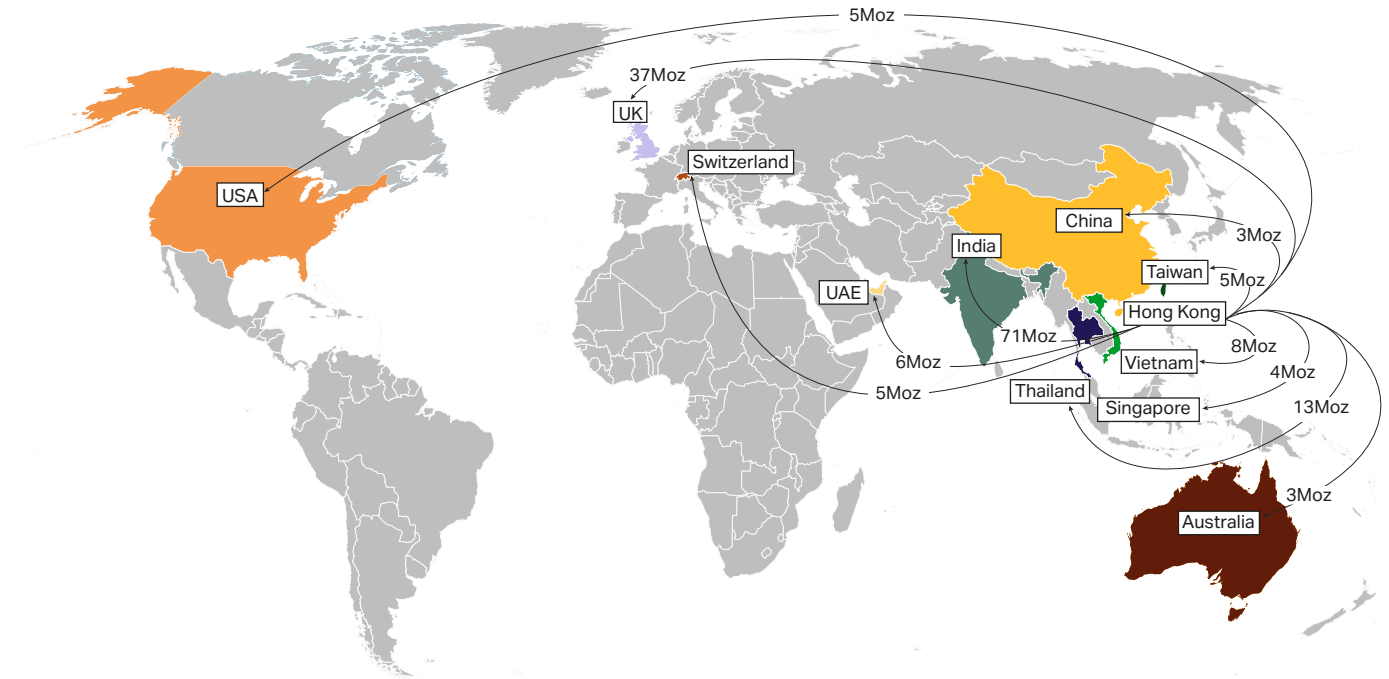 5Moz
37Moz
UK
Switzerland
USA
China
3Moz
India
Taiwan
5Moz
UAE
Hong Kong
71Moz
8Moz
6Moz
Vietnam
4Moz
5Moz
Thailand
Singapore
13Moz
3Moz
Australia